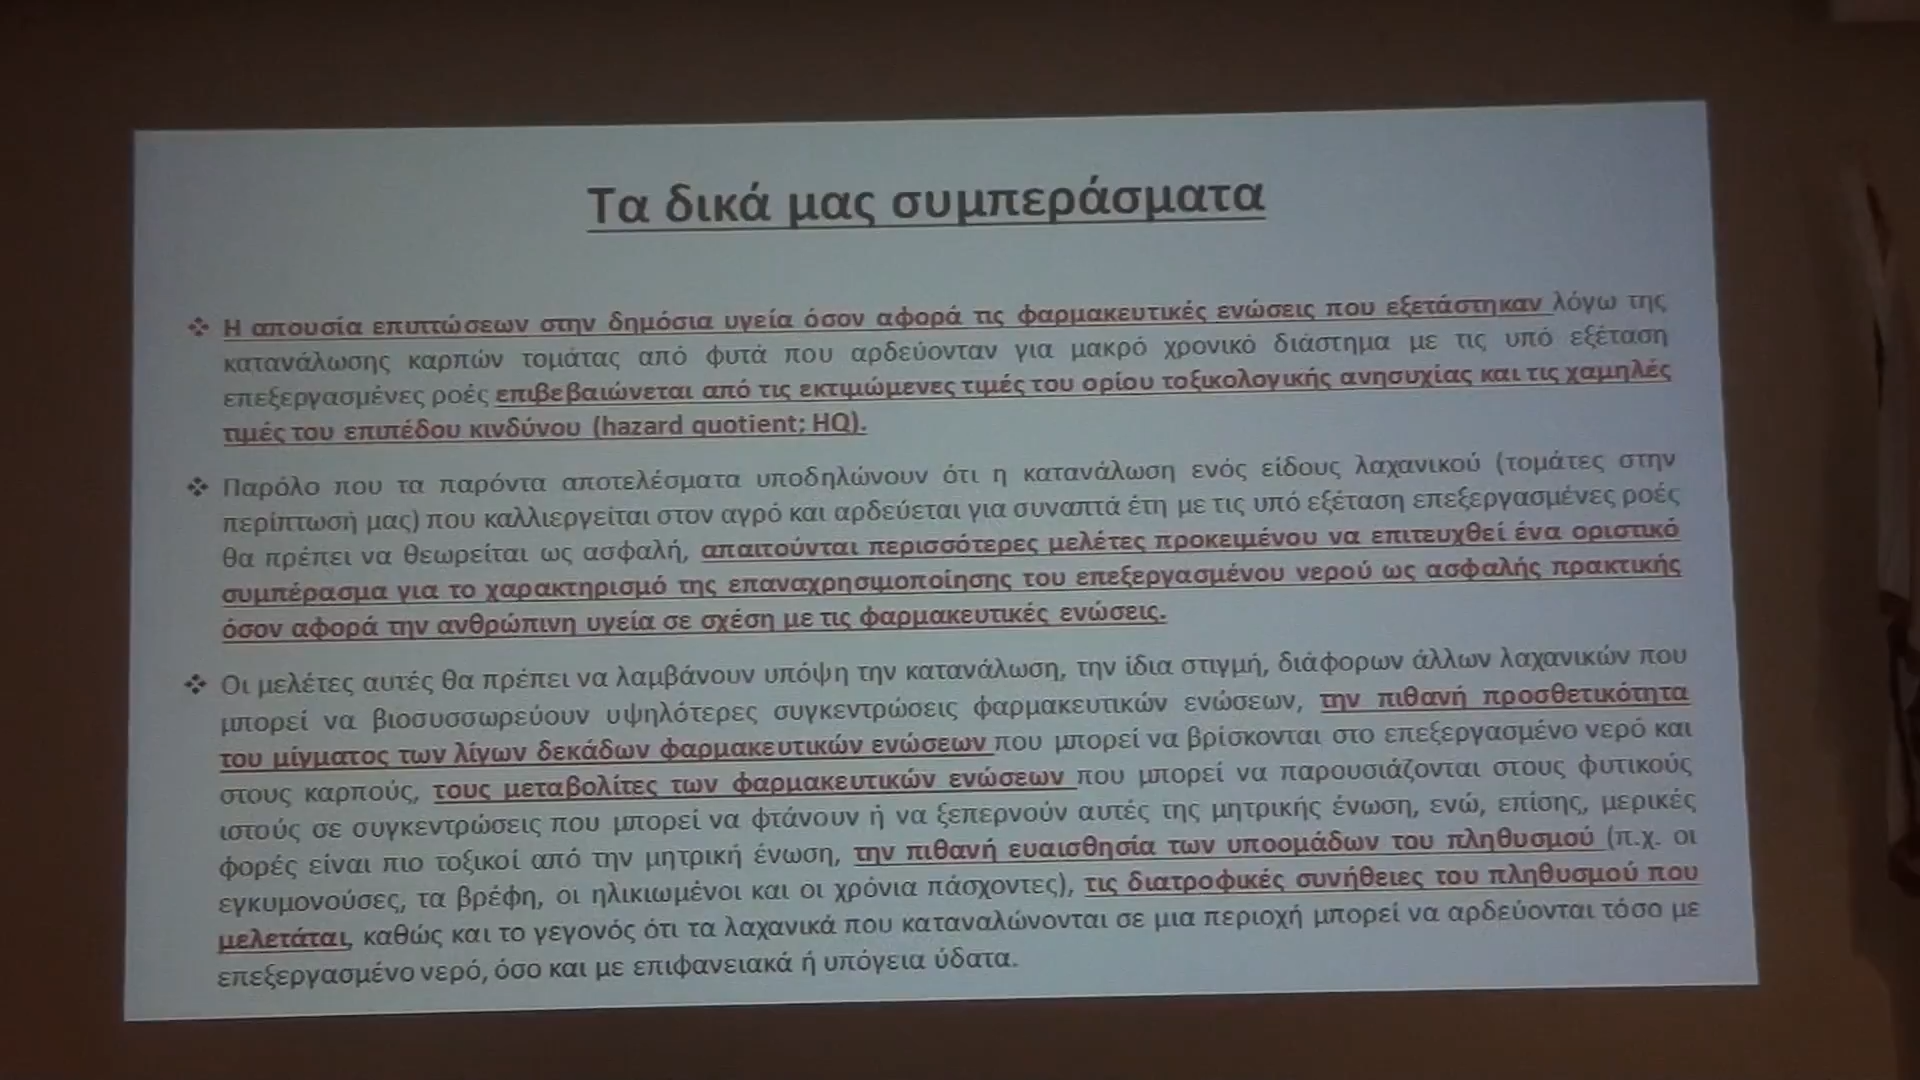 Τα δικά μας συμπεράσματα
❖ Η απουσία επιπτώσεων στην δημόσια υγεία όσον αφορά τις φαρμακευτικές ενώσεις που εξετάστηκαν λόγω της
κατανάλωσης καρπών τομάτας από φυτά που αρδεύονταν για μακρό χρονικό διάστημα με τις υπό εξέταση
επεξεργασμένες ροές επιβεβαιώνεται από τις εκτιμώμενες τιμές του ορίου τοξικολογικής ανησυχίας και τις χαμηλές
τιμές του επιπέδου κινδύνου (hazard quotient; HQ).
❖ Παρόλο που τα παρόντα αποτελέσματα υποδηλώνουν ότι η κατανάλωση ενός είδους λαχανικού (τομάτες στην
περίπτωσή μας) που καλλιεργείται στον αγρό και αρδεύεται για συναπτά έτη με τις υπό εξέταση επεξεργασμένες ροές
θα πρέπει να θεωρείται ως ασφαλή, απαιτούνται περισσότερες μελέτες προκειμένου να επιτευχθεί ένα οριστικό
συμπέρασμα για το χαρακτηρισμό της επαναχρησιμοποίησης του επεξεργασμένου νερού ως ασφαλής πρακτικής
όσον αφορά την ανθρώπινη υγεία σε σχέση με τις φαρμακευτικές ενώσεις.
❖ Οι μελέτες αυτές θα πρέπει να λαμβάνουν υπόψη την κατανάλωση, την ίδια στιγμή, διάφορων άλλων λαχανικών που
μπορεί να βιοσυσσωρεύουν υψηλότερες συγκεντρώσεις φαρμακευτικών ενώσεων, την πιθανή προσθετικότητα
του μίγματος των λίγων δεκάδων φαρμακευτικών ενώσεων που μπορεί να βρίσκονται στο επεξεργασμένο νερό και
στους καρπούς, τους μεταβολίτες των φαρμακευτικών ενώσεων που μπορεί να παρουσιάζονται στους φυτικούς
ιστούς σε συγκεντρώσεις που μπορεί να φτάνουν ή να ξεπερνούν αυτές της μητρικής ένωση, ενώ, επίσης, μερικές
φορές είναι πιο τοξικοί από την μητρική ένωση, την πιθανή ευαισθησία των υποομάδων του πληθυσμού (π.χ. οι
εγκυμονούσες, τα βρέφη, οι ηλικιωμένοι και οι χρόνια πάσχοντες), τις διατροφικές συνήθειες του πληθυσμού που
μελετάται, καθώς και το γεγονός ότι τα λαχανικά που καταναλώνονται σε μια περιοχή μπορεί να αρδεύονται τόσο με
επεξεργασμένο νερό, όσο και με επιφανειακά ή υπόγεια ύδατα.